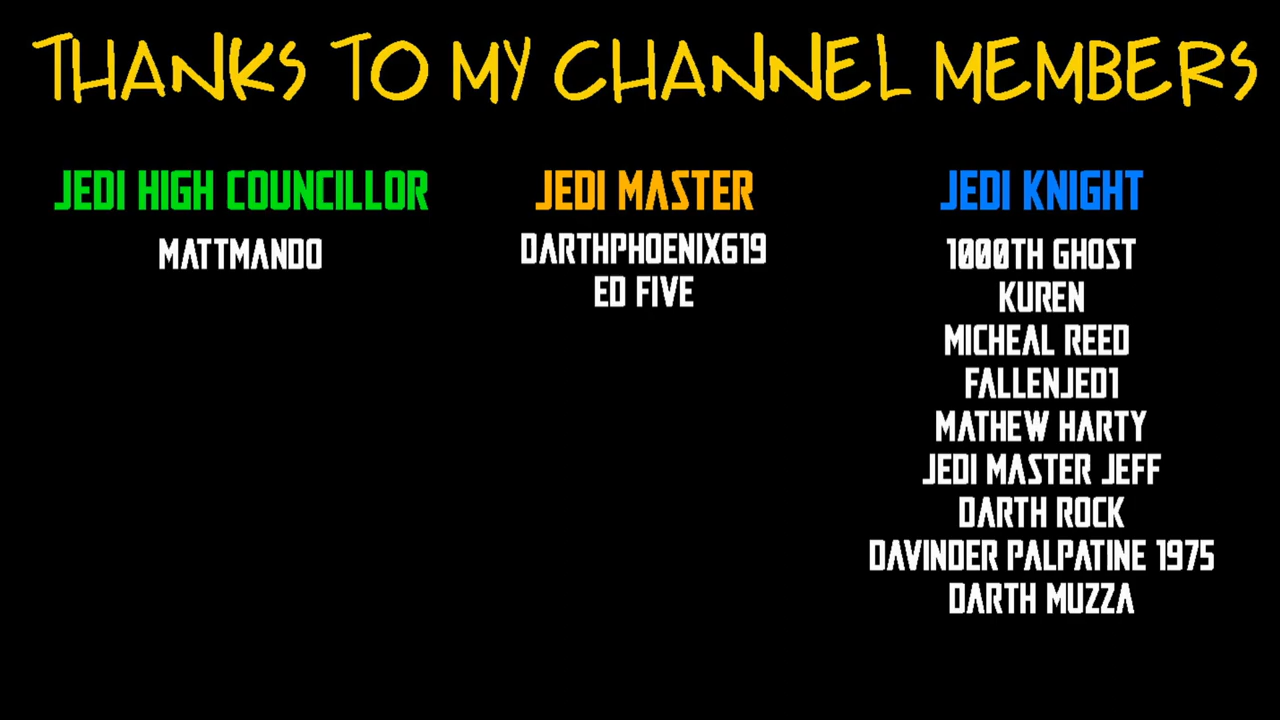 THANKS TO MY CHANNEL MEMBERS
JEDI HIGH COUNCILLOR
MATTMANDO
JEDI MASTER
DARTHPHOENIX619
ED FIVE
JEDI KNIGHT
1000TH GHOST
KUREN
MICHEAL REED
FALLENJED1
MATHEW HARTY
JEDI MASTER JEFF
DARTH ROCK
DAVINDER PALPATINE 1975
DARTH MUZZA